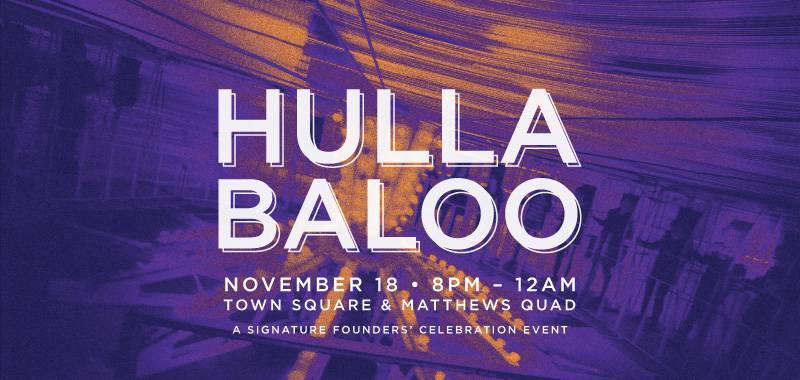 HULLA
BALOO
NOVEMBER 18 • 8PM – 12AM
TOWN SQUARE & MATTHEWS QUAD
A SIGNATURE FOUNDERS' CELEBRATION EVENT